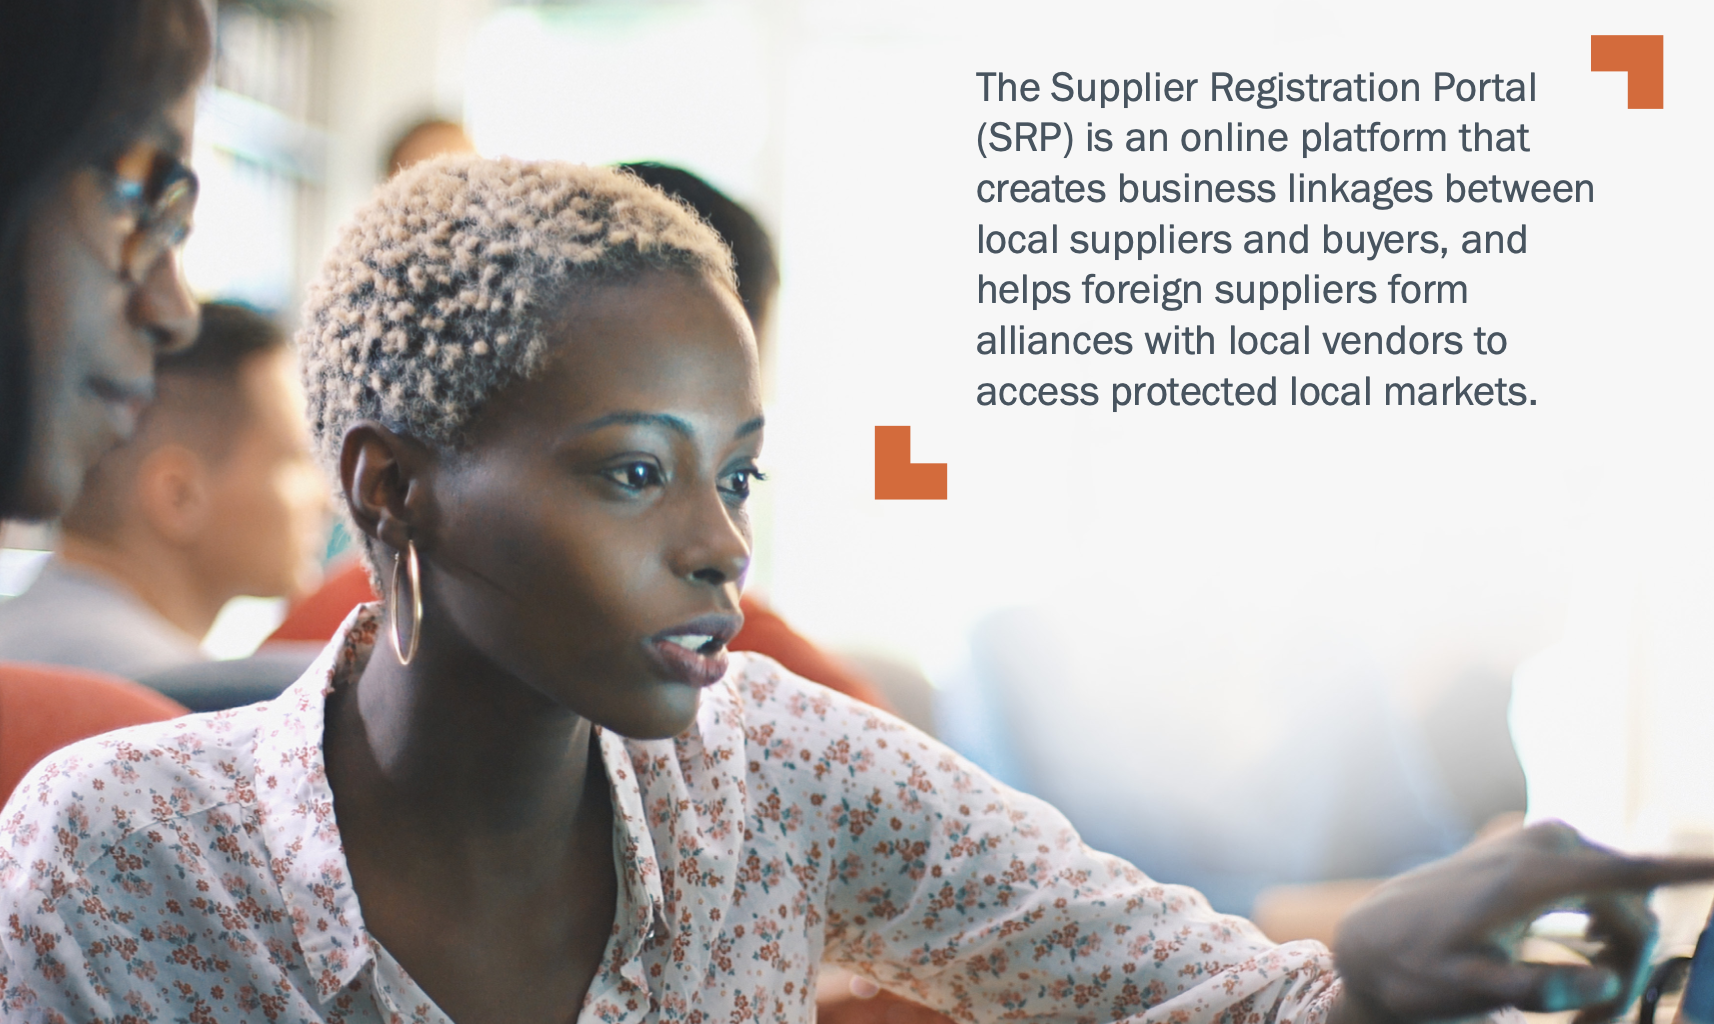 The Supplier Registration Portal
(SRP) is an online platform that
creates business linkages between
local suppliers and buyers, and
helps foreign suppliers form
alliances with local vendors to
access protected local markets.